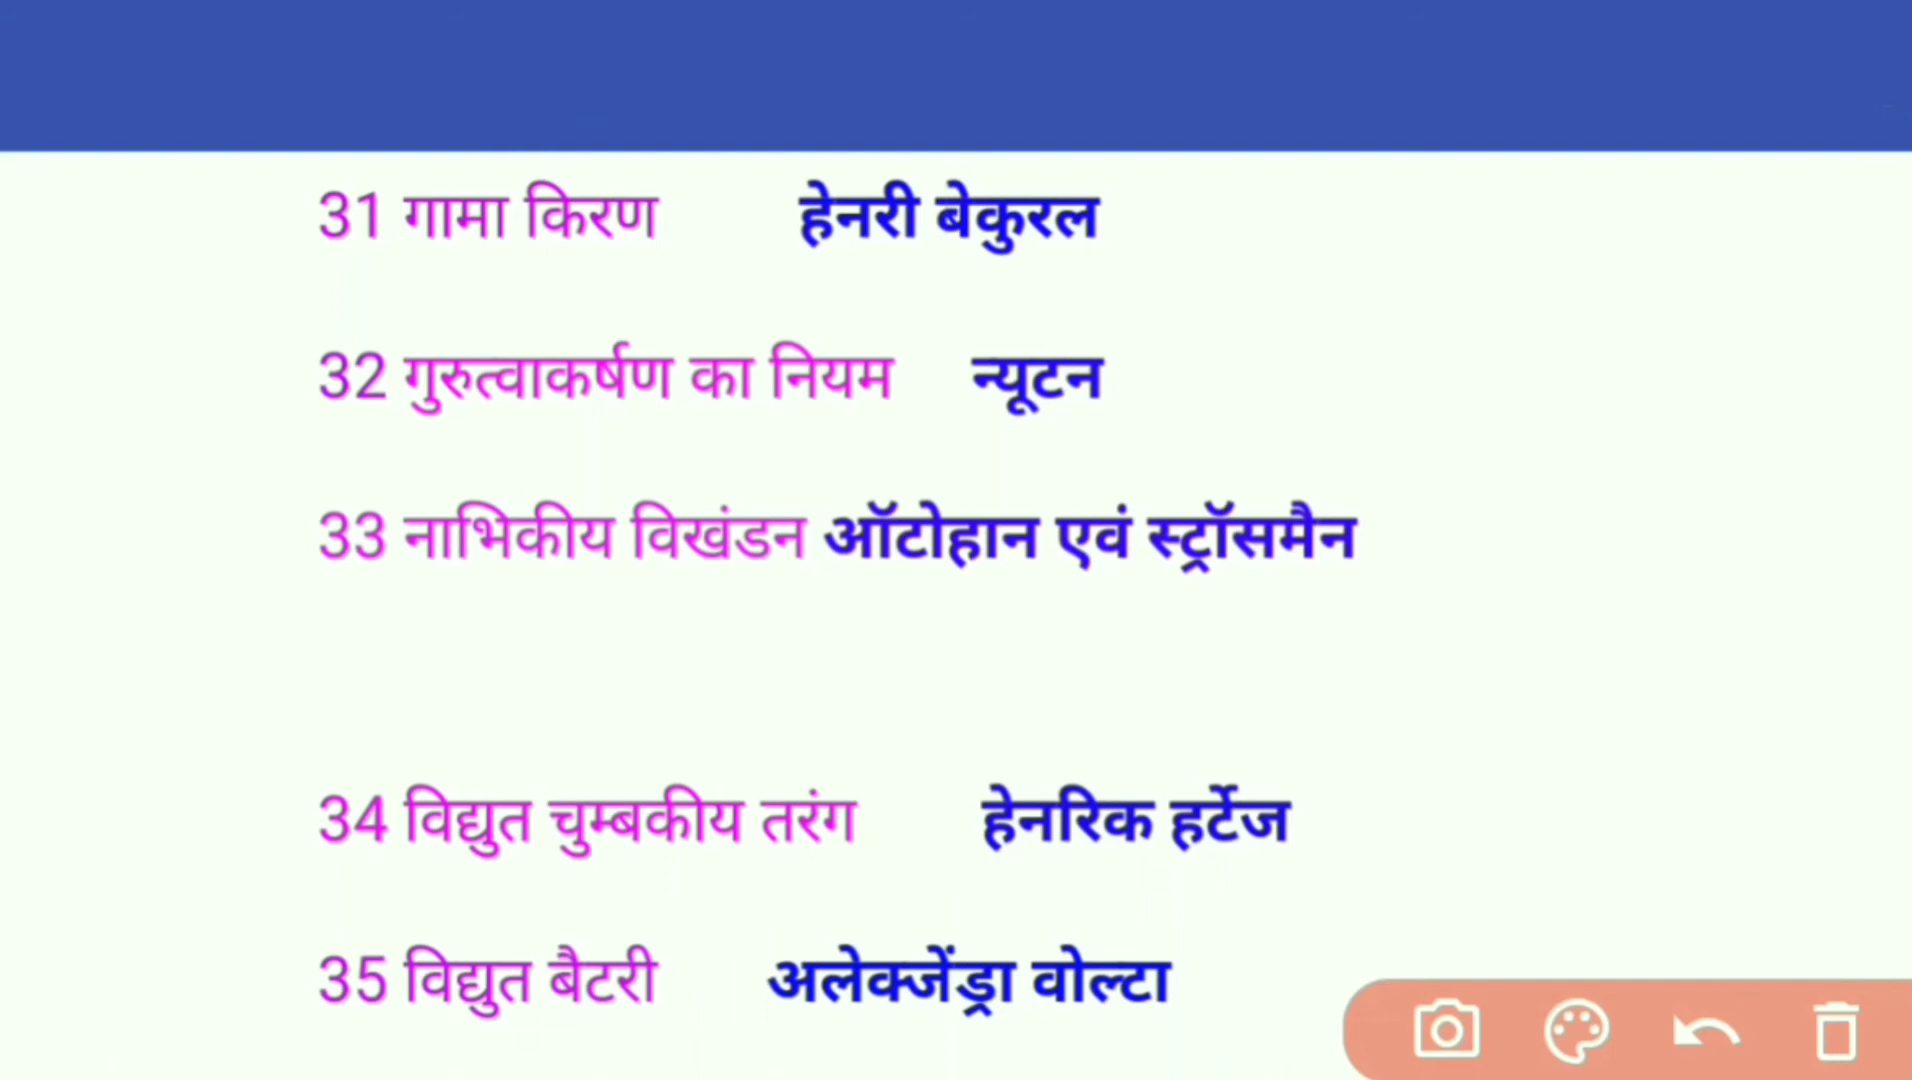 31 गामा किरण हेनरी बेकुरल
32 गुरुत्वाकर्षण का नियम न्यूटन
33 नाभिकीय विखंडन ऑटोहान एवं स्ट्रॉसमैन
34 विद्युत चुम्बकीय तरंग हेनरिक हर्टेज
35 विद्युत बैटरी अलेक्जेंड्रा वोल्टा